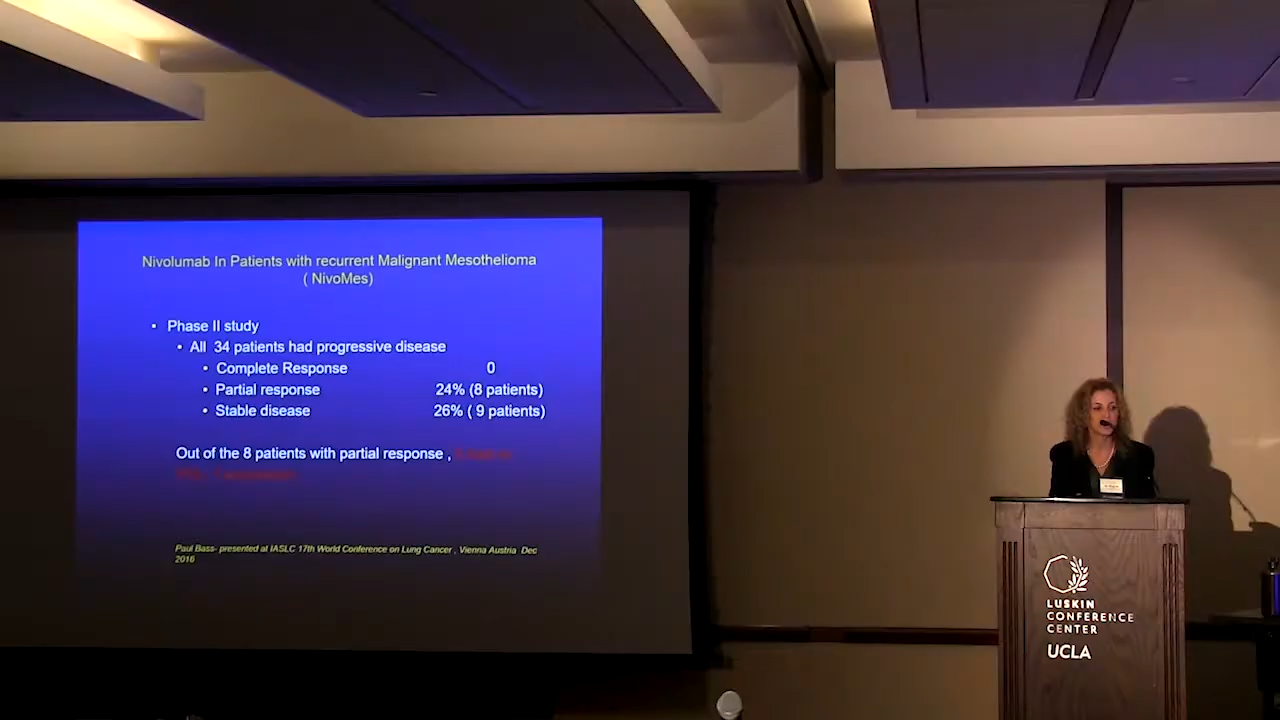 Nivolumab In Patients with recurrent Malignant Mesothelioma
( NivoMes)
• Phase II study
• All 34 patients had progressive disease
• Complete Response 0
• Partial response 24% (8 patients)
• Stable disease 26% ( 9 patients)
Out of the 8 patients with partial response ,
Paul Bass- presented at IASLC 17th World Conference on Lung Cancer , Vienna Austria Dec
2016
LUSKIN
CONFERENCE
CENTER
UCLA